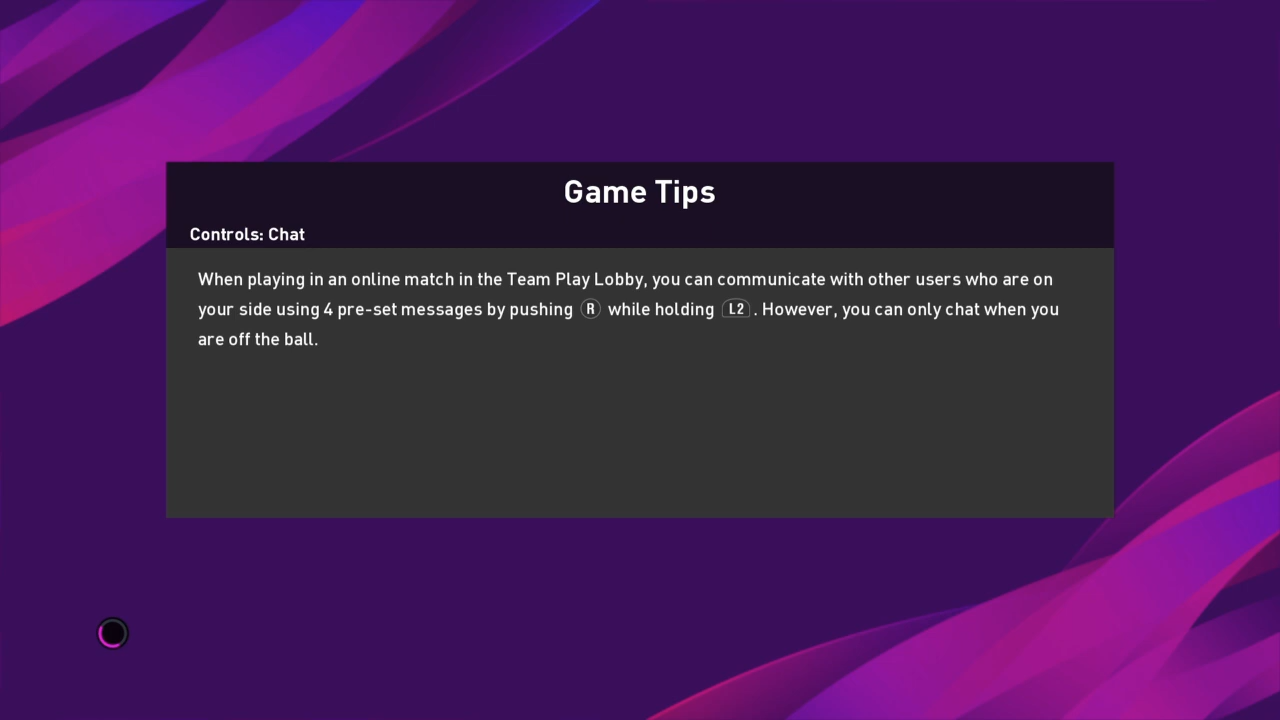 Game Tips
Controls: Chat
When playing in an online match in the Team Play Lobby, you can communicate with other users who are on
your side using 4 pre-set messages by pushing R while holding L2. However, you can only chat when you
are off the ball.